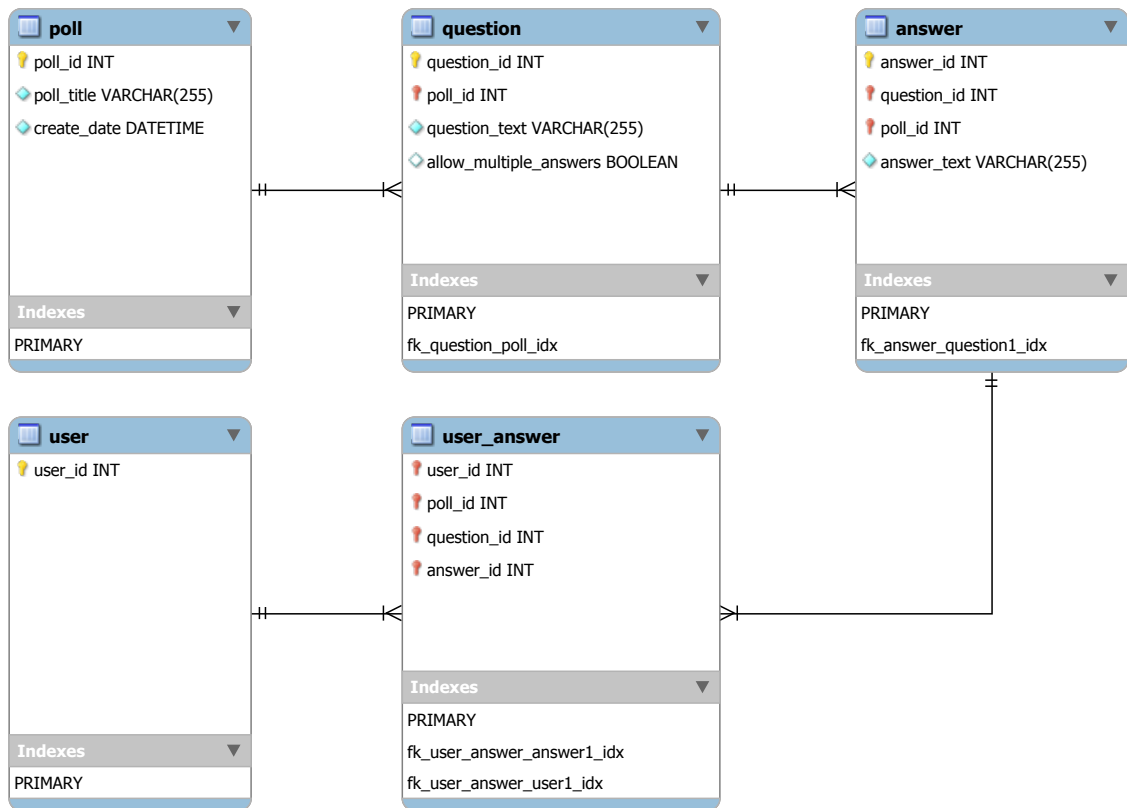 poll
poll_id INT
poll_title VARCHAR(255)
create_date DATETIME
Indexes
PRIMARY
question
question_id INT
poll_id INT
question_text VARCHAR(255)
allow_multiple_answers BOOLEAN
Indexes
PRIMARY
fk_question_poll_idx
answer
answer_id INT
question_id INT
poll_id INT
answer_text VARCHAR(255)
Indexes
PRIMARY
fk_answer_question1_idx
user
user_id INT
Indexes
PRIMARY
user_answer
user_id INT
poll_id INT
question_id INT
answer_id INT
Indexes
PRIMARY
fk_user_answer_answer1_idx
fk_user_answer_user1_idx